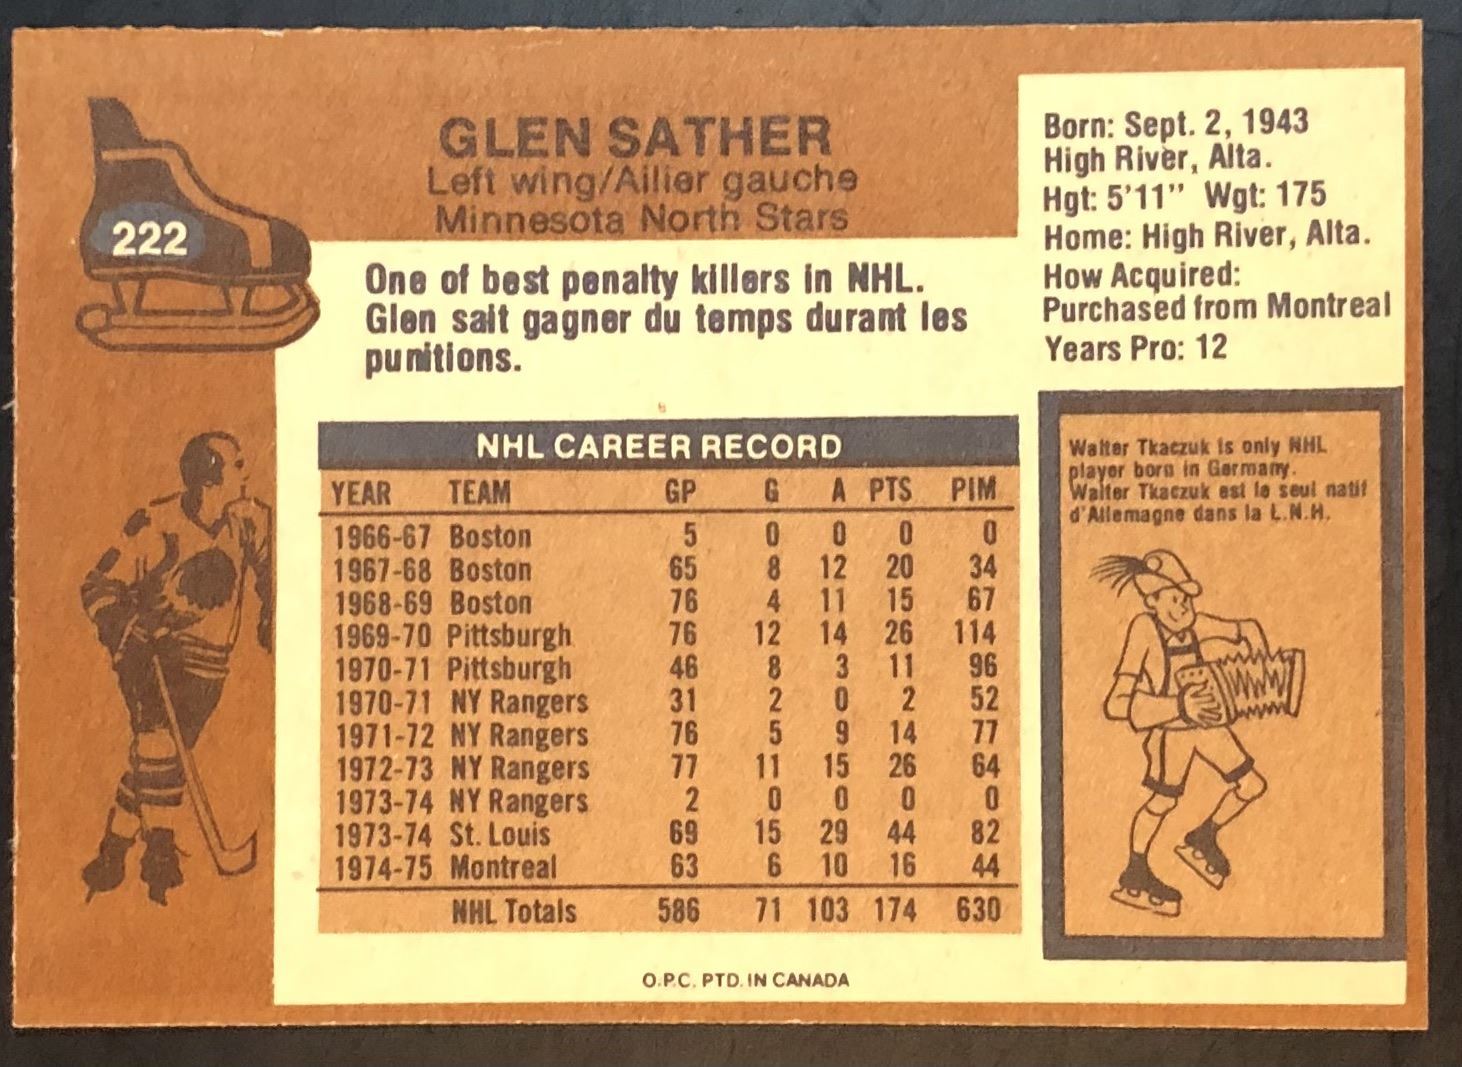 222
GLEN SATHER
Left wing/Ailier gauche
Minnesota North Stars
One of best penalty killers in NHL.
Glen sait gagner du temps durant les
punitions.
Born: Sept. 2, 1943
High River, Alta.
Hgt: 5'11" Wgt: 175
Home: High River, Alta.
How Acquired:
Purchased from Montreal
Years Pro: 12
NHL CAREER RECORD
YEAR TEAM GP G A PTS PIM
1966-67 Boston 5 0 0 0 0
1967-68 Boston 65 8 12 20 34
1968-69 Boston 76 4 11 15 67
1969-70 Pittsburgh 76 12 14 26 114
1970-71 Pittsburgh 46 8 3 11 96
1970-71 NY Rangers 31 2 0 2 52
1971-72 NY Rangers 76 5 9 14 77
1972-73 NY Rangers 77 11 15 26 64
1973-74 NY Rangers 2 0 0 0 0
1973-74 St. Louis 69 15 29 44 82
1974-75 Montreal 63 6 10 16 44
NHL Totals 586 71 103 174 630
Walter Tkaczuk is only NHL
player born in Germany.
Walter Tkaczuk est le seul natif
d'Allemagne dans la L.N.H.
O.P.C. PTD. IN CANADA